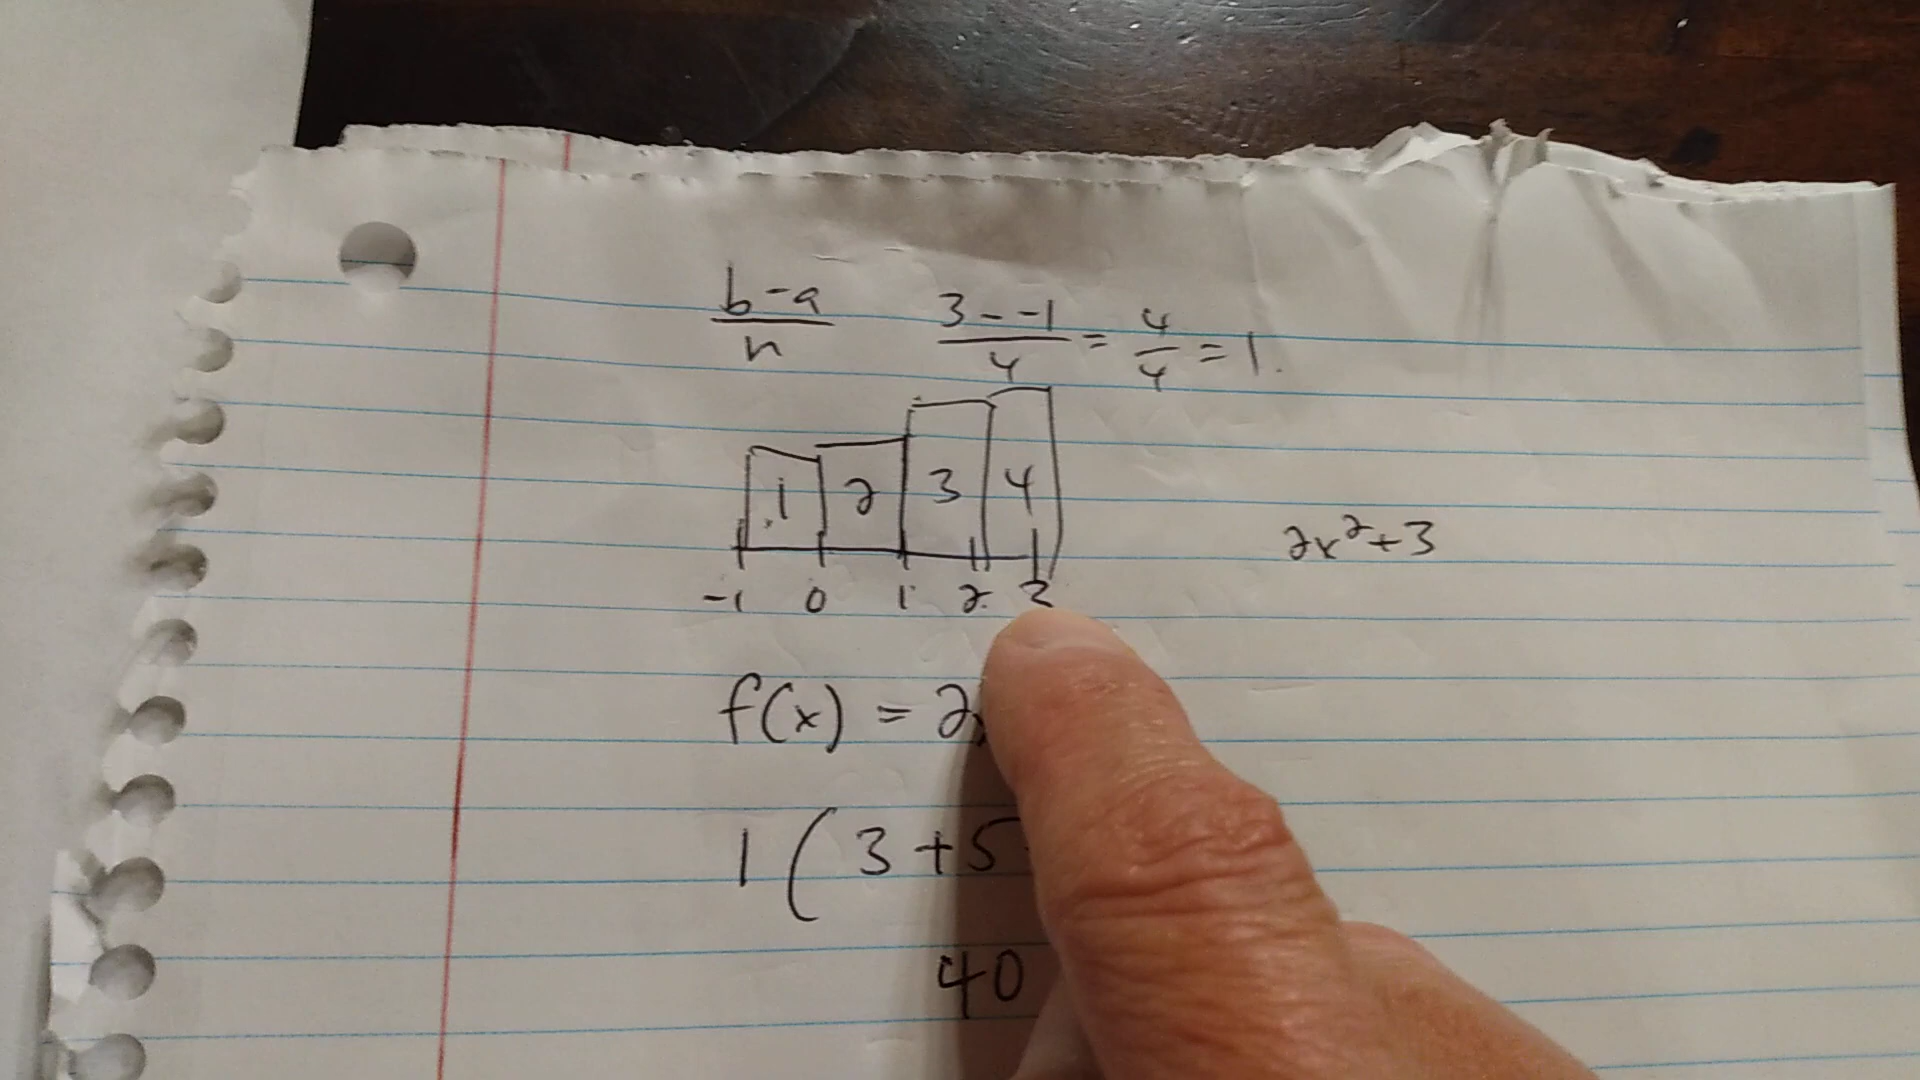 b-a/n 3--1/4 = 4/4 = 1.
1 2 3 4
2x²+3
-1 0 1 2 3
f(x) = 2
1 ( 3 + 5
40